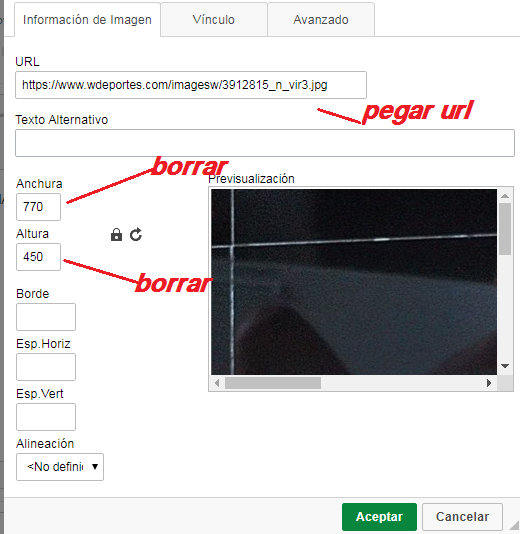 Información de Imagen Vínculo Avanzado
URL
https://www.wdeportes.com/imagesw/3912815_n_vir3.jpg
pegar url
Texto Alternativo
borrar
Anchura
Previsualización
770
Altura
450
borrar
Borde
Esp.Horiz
Esp.Vert
Alineación
<No defini
Aceptar Cancelar